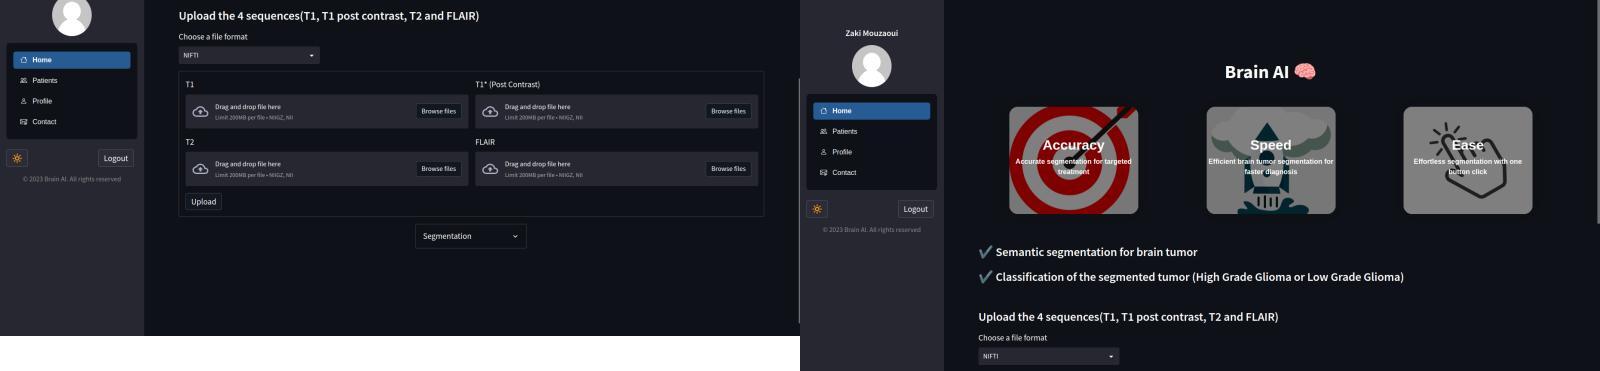 Upload the 4 sequences(T1, T1 post contrast, T2 and FLAIR)
Choose a file format
NIFTI
Home
Patients
Profile
Contact
Logout
© 2023 Brain AI. All rights reserved
T1
Drag and drop file here
Limit 200MB per file • NIIGZ, NII
Browse files
T1* (Post Contrast)
Drag and drop file here
Limit 200MB per file • NIIGZ, NII
Browse files
T2
Drag and drop file here
Limit 200MB per file • NIIGZ, NII
Browse files
FLAIR
Drag and drop file here
Limit 200MB per file • NIIGZ, NII
Browse files
Upload
Segmentation
Zaki Mouzaoui
Home
Patients
Profile
Contact
Logout
© 2023 Brain AI. All rights reserved
Brain AI 🧠
Accuracy
Accurate segmentation for targeted
treatment
Speed
Efficient brain tumor segmentation for
faster diagnosis
Ease
Effortless segmentation with one
button click
✔️ Semantic segmentation for brain tumor
✔️ Classification of the segmented tumor (High Grade Glioma or Low Grade Glioma)
Upload the 4 sequences(T1, T1 post contrast, T2 and FLAIR)
Choose a file format
NIFTI